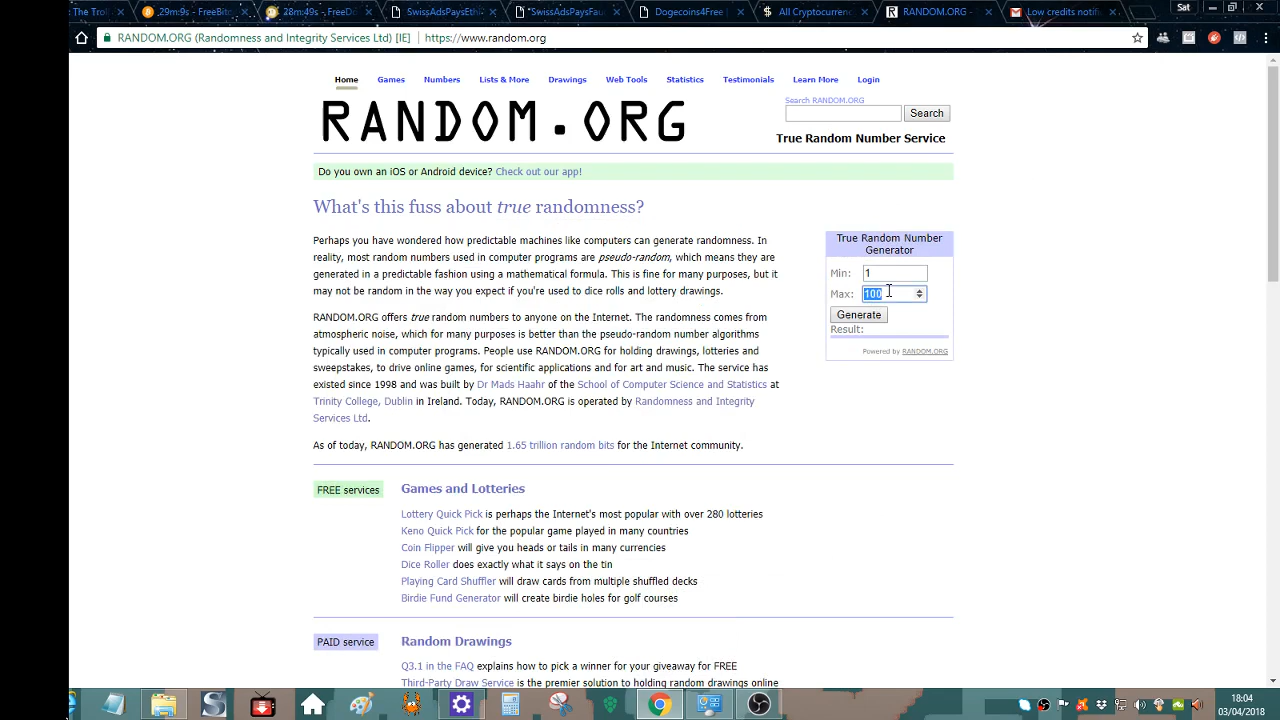 The Trol
29m:9s - FreeBit
28m:49s - FreeD
SwissAdsPaysEth
"SwissAdsPaysFau
Dogecoins4Free
All Cryptocurren
RANDOM.ORG
Low credits notif
Sat
RANDOM.ORG (Randomness and Integrity Services Ltd) [IE]
https://www.random.org
Home Games Numbers Lists & More Drawings Web Tools Statistics Testimonials Learn More Login
RANDOM.ORG
Search RANDOM.ORG
Search
True Random Number Service
Do you own an iOS or Android device? Check out our app!
What's this fuss about true randomness?
Perhaps you have wondered how predictable machines like computers can generate randomness. In
reality, most random numbers used in computer programs are pseudo-random, which means they are
generated in a predictable fashion using a mathematical formula. This is fine for many purposes, but it
may not be random in the way you expect if you're used to dice rolls and lottery drawings.
RANDOM.ORG offers true random numbers to anyone on the Internet. The randomness comes from
atmospheric noise, which for many purposes is better than the pseudo-random number algorithms
typically used in computer programs. People use RANDOM.ORG for holding drawings, lotteries and
sweepstakes, to drive online games, for scientific applications and for art and music. The service has
existed since 1998 and was built by Dr Mads Haahr of the School of Computer Science and Statistics at
Trinity College, Dublin in Ireland. Today, RANDOM.ORG is operated by Randomness and Integrity
Services Ltd.
As of today, RANDOM.ORG has generated 1.65 trillion random bits for the Internet community.
True Random Number
Generator
Min: 1
Max: 100
Generate
Result:
Powered by RANDOM.ORG
FREE services
Games and Lotteries
Lottery Quick Pick is perhaps the Internet's most popular with over 280 lotteries
Keno Quick Pick for the popular game played in many countries
Coin Flipper will give you heads or tails in many currencies
Dice Roller does exactly what it says on the tin
Playing Card Shuffler will draw cards from multiple shuffled decks
Birdie Fund Generator will create birdie holes for golf courses
PAID service
Random Drawings
Q3.1 in the FAQ explains how to pick a winner for your giveaway for FREE
Third-Party Draw Service is the premier solution to holding random drawings online
18:04
03/04/2018